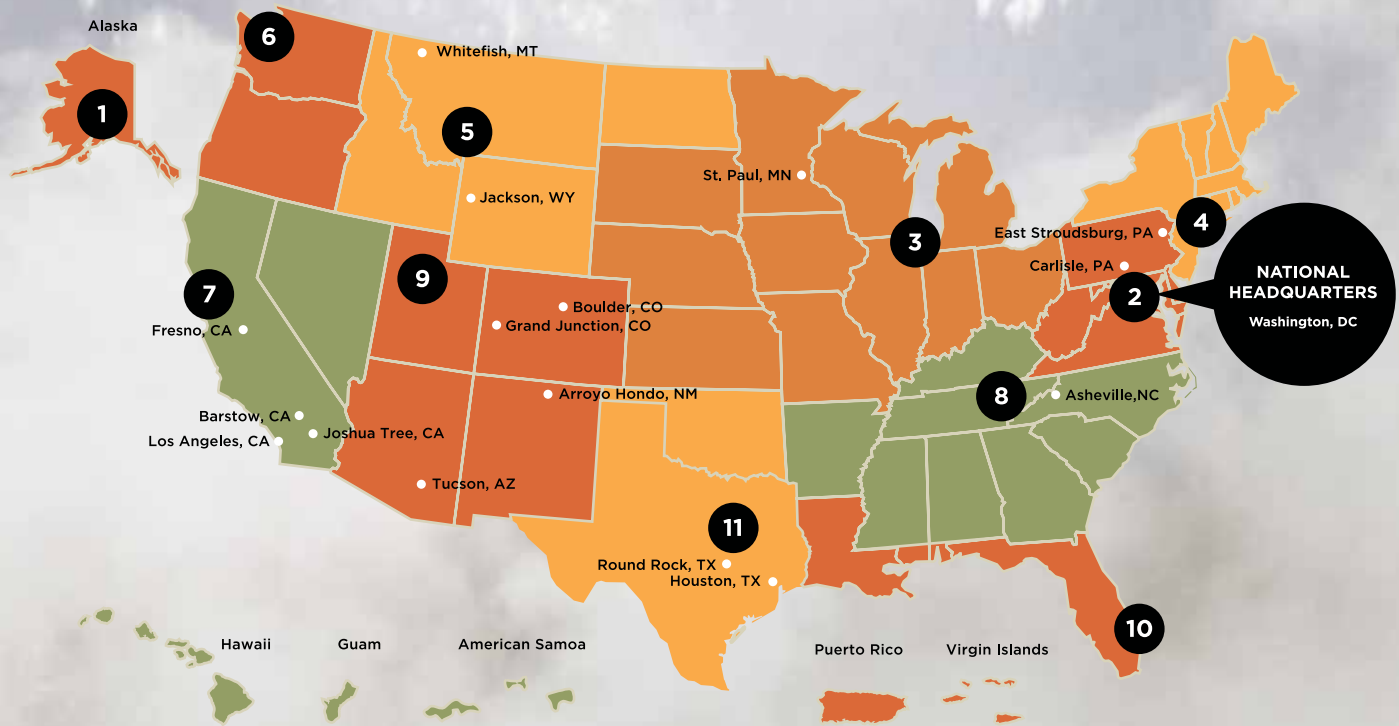 Alaska
6
Whitefish, MT
1
5
St. Paul, MN
Jackson, WY
4
East Stroudsburg, PA
3
Carlisle, PA
NATIONAL
HEADQUARTERS
Washington, DC
9
7
2
Boulder, CO
Grand Junction, CO
Fresno, CA
Arroyo Hondo, NM
8
Asheville,NC
Barstow, CA
Joshua Tree, CA
Los Angeles, CA
Tucson, AZ
11
Round Rock, TX
Houston, TX
10
Hawaii
Guam
American Samoa
Puerto Rico
Virgin Islands